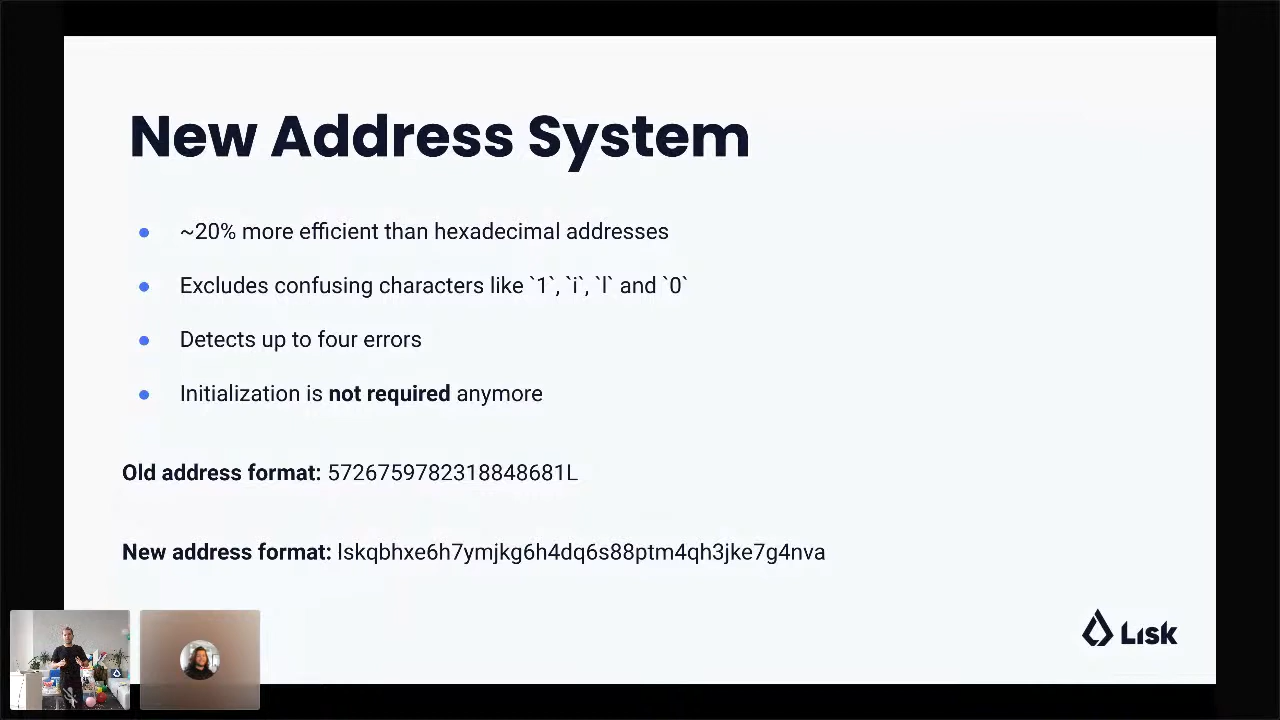 New Address System
~20% more efficient than hexadecimal addresses
Excludes confusing characters like `1`, `i`, `l` and `0`
Detects up to four errors
Initialization is not required anymore
Old address format: 5726759782318848681L
New address format: lskqbhxe6h7ymjkg6h4dq6s88ptm4qh3jke7g4nva
Lisk